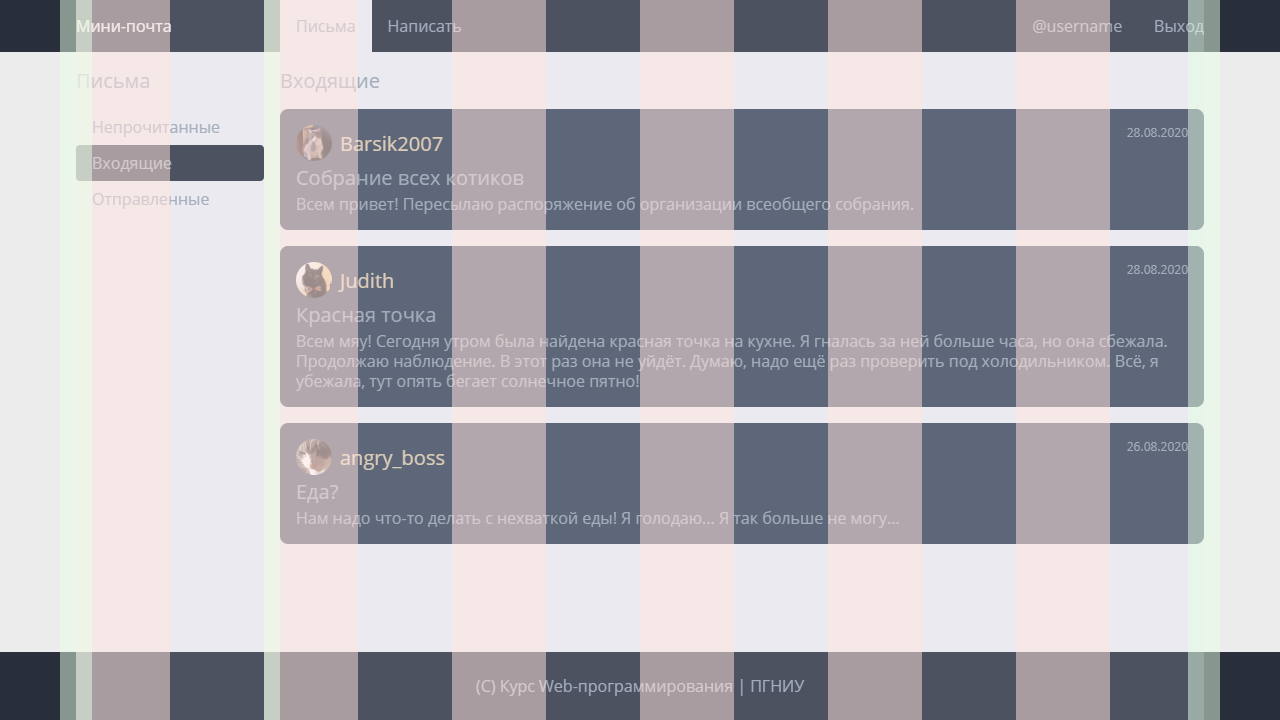 Мини-почта
Письма
Написать
@username
Выход
Письма
Непрочитанные
Входящие
Отправленные
Входящие
Barsik2007
28.08.2020
Собрание всех котиков
Всем привет! Пересылаю распоряжение об организации всеобщего собрания.
Judith
28.08.2020
Красная точка
Всем мяу! Сегодня утром была найдена красная точка на кухне. Я гналась за ней больше часа, но она сбежала.
Продолжаю наблюдение. В этот раз она не уйдёт. Думаю, надо ещё раз проверить под холодильником. Всё, я
убежала, тут опять бегает солнечное пятно!
angry_boss
26.08.2020
Еда?
Нам надо что-то делать с нехваткой еды! Я голодаю... Я так больше не могу...
(C) Курс Web-программирования | ПГНИУ